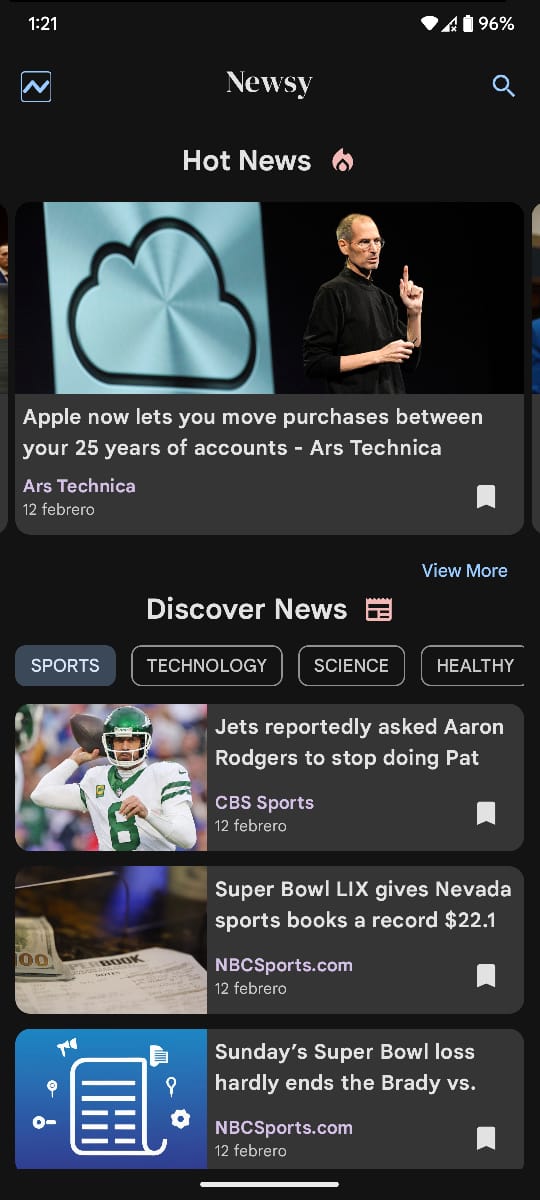 1:21
96%
Newsy
Hot News
Apple now lets you move purchases between
your 25 years of accounts - Ars Technica
Ars Technica
12 febrero
View More
Discover News
SPORTS
TECHNOLOGY
SCIENCE
HEALTHY
Jets reportedly asked Aaron
Rodgers to stop doing Pat
CBS Sports
12 febrero
6
Super Bowl LIX gives Nevada
sports books a record $22.1
NBCSports.com
12 febrero
00
PERBOOK
Sunday's Super Bowl loss
hardly ends the Brady vs.
NBCSports.com
12 febrero